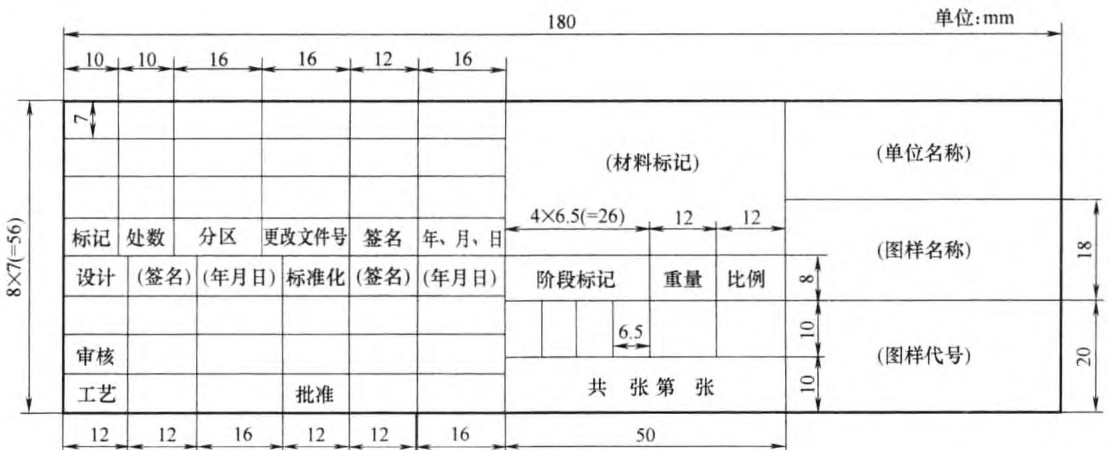 单位:mm
180
10 10 16 16 12 16
7
(材料标记)
(单位名称)
4×6.5(=26) 12 12
标记 处数 分区 更改文件号 签名 年、月、日
(图样名称)
18
8×7(=56)
设计 (签名) (年月日) 标准化 (签名) (年月日) 阶段标记 重量 比例 8
6.5
10
审核
(图样代号)
20
工艺 批准 共 张 第 张 10
12 12 16 12 12 16 50